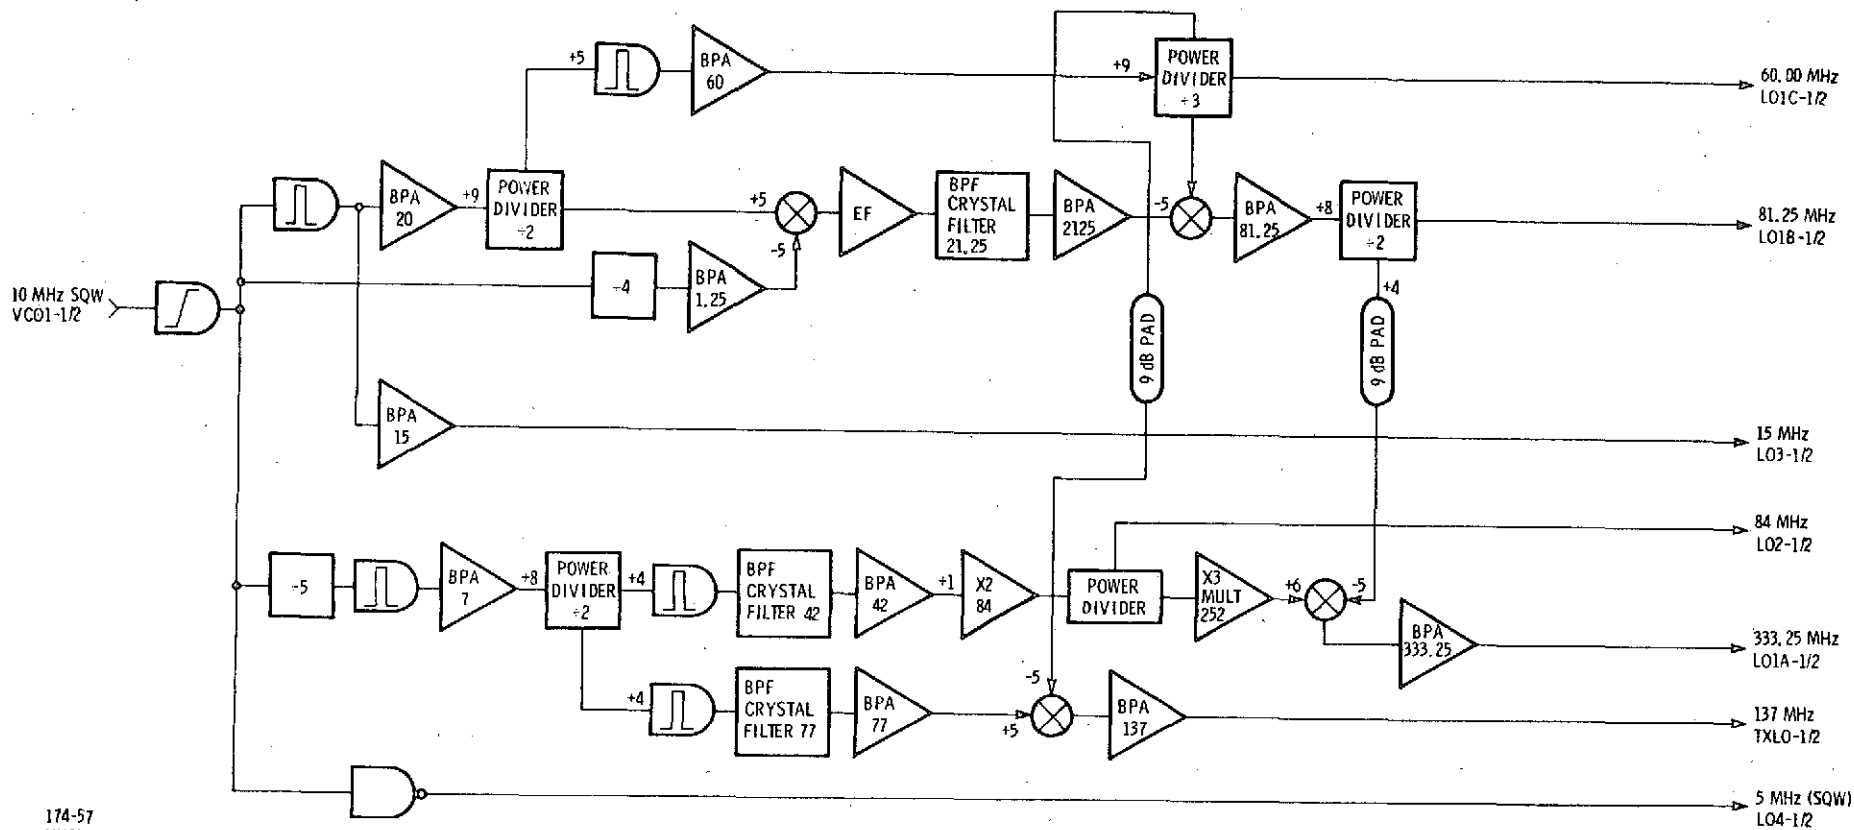 +5
BPA
60
+9
POWER
DIVIDER
÷3
60.00 MHz
LO1C-1/2
BPA
20
+9
POWER
DIVIDER
÷2
+5
-5
EF
BPF
CRYSTAL
FILTER
21.25
BPA
2125
-5
BPA
81.25
+8
POWER
DIVIDER
÷2
81.25 MHz
LO1B-1/2
10 MHz SQW
VCO1-1/2
÷4
BPA
1.25
+4
9 dB PAD
9 dB PAD
BPA
15
15 MHz
LO3-1/2
84 MHz
LO2-1/2
÷5
BPA
7
+8
POWER
DIVIDER
÷2
+4
BPF
CRYSTAL
FILTER 42
BPA
42
+1
X2
84
POWER
DIVIDER
X3
MULT
252
+6
-5
BPA
333.25
333.25 MHz
LO1A-1/2
+4
BPF
CRYSTAL
FILTER 77
BPA
77
+5
-5
BPA
137
137 MHz
TXLO-1/2
5 MHz (SQW)
LO4-1/2
174-57